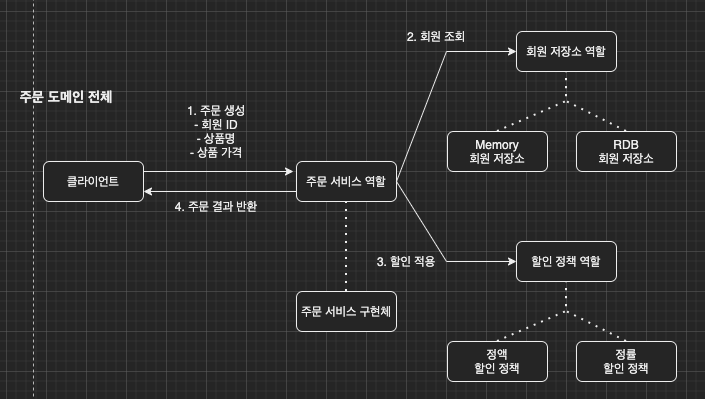 주문 도메인 전체
1. 주문 생성
- 회원 ID
- 상품명
- 상품 가격
클라이언트
주문 서비스 역할
4. 주문 결과 반환
주문 서비스 구현체
2. 회원 조회
회원 저장소 역할
Memory
회원 저장소
RDB
회원 저장소
3. 할인 적용
할인 정책 역할
정액
할인 정책
정률
할인 정책